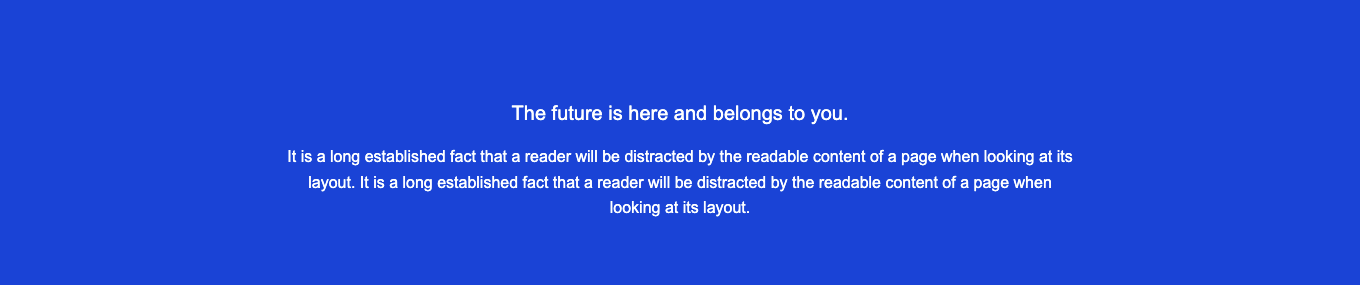 The future is here and belongs to you.
It is a long established fact that a reader will be distracted by the readable content of a page when looking at its
layout. It is a long established fact that a reader will be distracted by the readable content of a page when
looking at its layout.